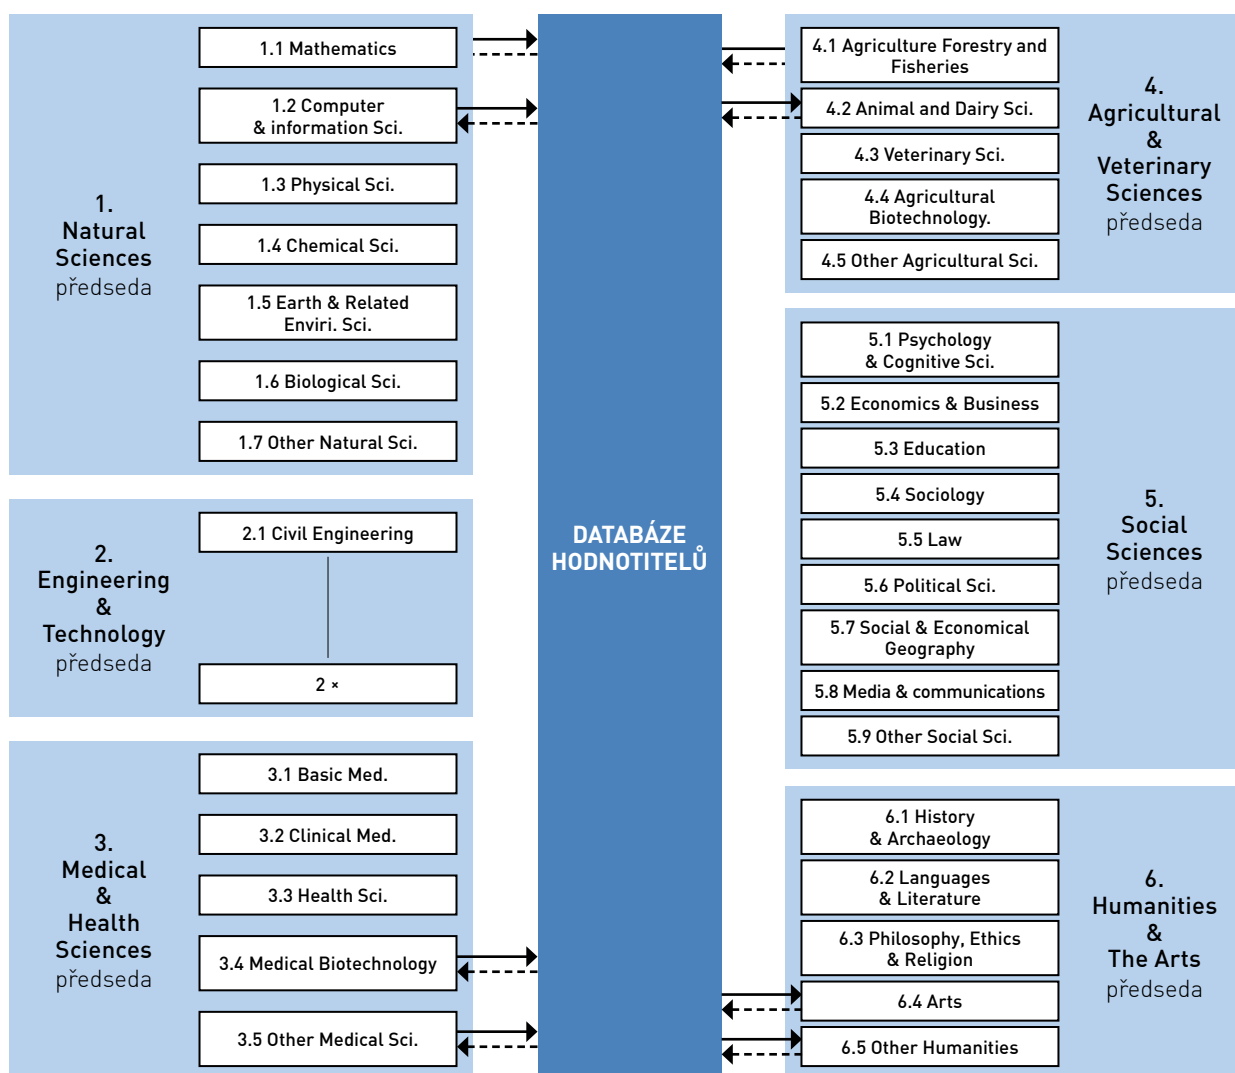 1.
Natural
Sciences
předseda
1.1 Mathematics
1.2 Computer
& information Sci.
1.3 Physical Sci.
1.4 Chemical Sci.
1.5 Earth & Related
Enviri. Sci.
1.6 Biological Sci.
1.7 Other Natural Sci.
2.
Engineering
&
Technology
předseda
2.1 Civil Engineering
2 ×
3.
Medical
&
Health
Sciences
předseda
3.1 Basic Med.
3.2 Clinical Med.
3.3 Health Sci.
3.4 Medical Biotechnology
3.5 Other Medical Sci.
DATABÁZE
HODNOTITELŮ
4.1 Agriculture Forestry and
Fisheries
4.2 Animal and Dairy Sci.
4.3 Veterinary Sci.
4.4 Agricultural
Biotechnology.
4.5 Other Agricultural Sci.
4.
Agricultural
&
Veterinary
Sciences
předseda
5.1 Psychology
& Cognitive Sci.
5.2 Economics & Business
5.3 Education
5.4 Sociology
5.5 Law
5.6 Political Sci.
5.7 Social & Economical
Geography
5.8 Media & communications
5.9 Other Social Sci.
5.
Social
Sciences
předseda
6.1 History
& Archaeology
6.2 Languages
& Literature
6.3 Philosophy, Ethics
& Religion
6.4 Arts
6.5 Other Humanities
6.
Humanities
&
The Arts
předseda